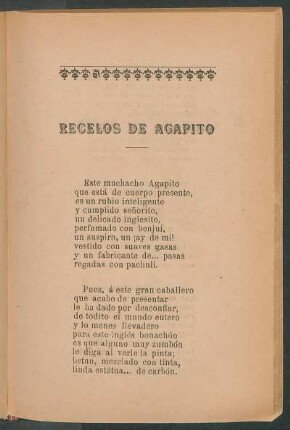 RECELOS DE AGAPITO
Este muchacho Agapito
que está de cuerpo presente,
es un rubio inteligente
y cumplido señorito,
un delicado inglesito,
perfumado con benjuí,
un suspiro, un ¡ay de mi!
vestido con suaves gasas
y un fabricante de... pasas
regadas con pachulí.
Pues, á este gran caballero
que acabo de presentar
le ha dado por desconfiar,
de todito el mundo entero
y lo menos llevadero
para este inglés bonachón
es que alguno muy zumbón
le diga al verle la pinta;
betun, mezclado con tinta,
linda estátua... de carbón.